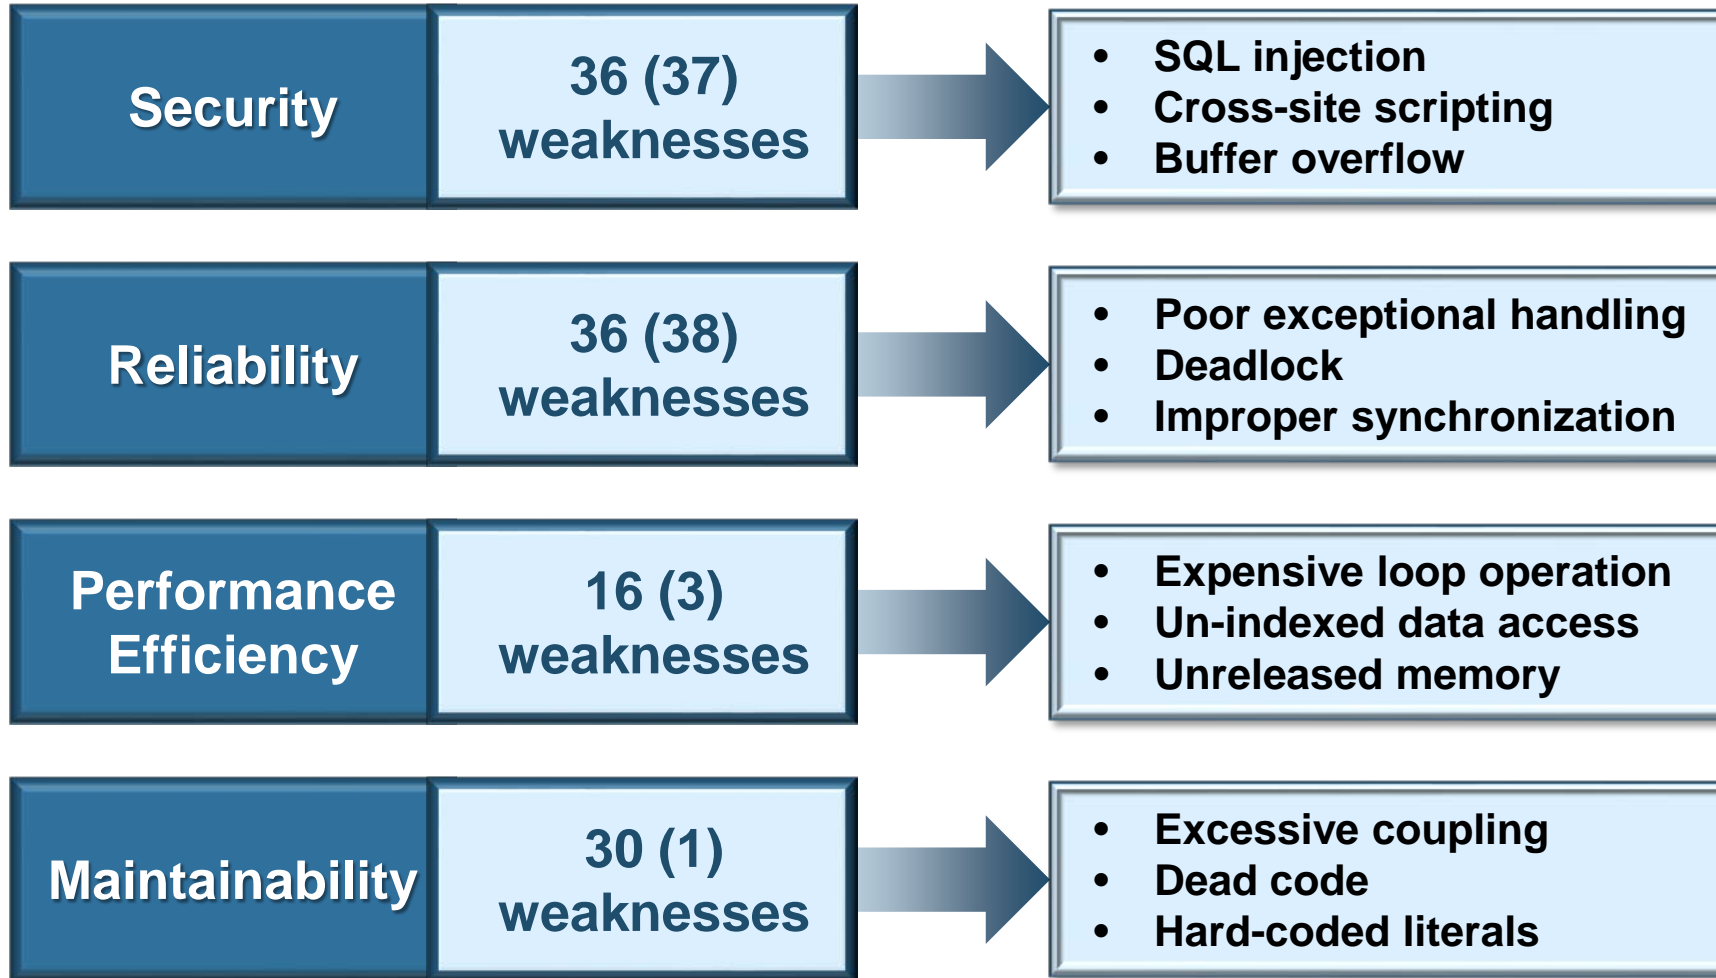 Security
36 (37)
weaknesses
• SQL injection
• Cross-site scripting
• Buffer overflow
Reliability
36 (38)
weaknesses
• Poor exceptional handling
• Deadlock
• Improper synchronization
Performance
Efficiency
16 (3)
weaknesses
• Expensive loop operation
• Un-indexed data access
• Unreleased memory
Maintainability
30 (1)
weaknesses
• Excessive coupling
• Dead code
• Hard-coded literals